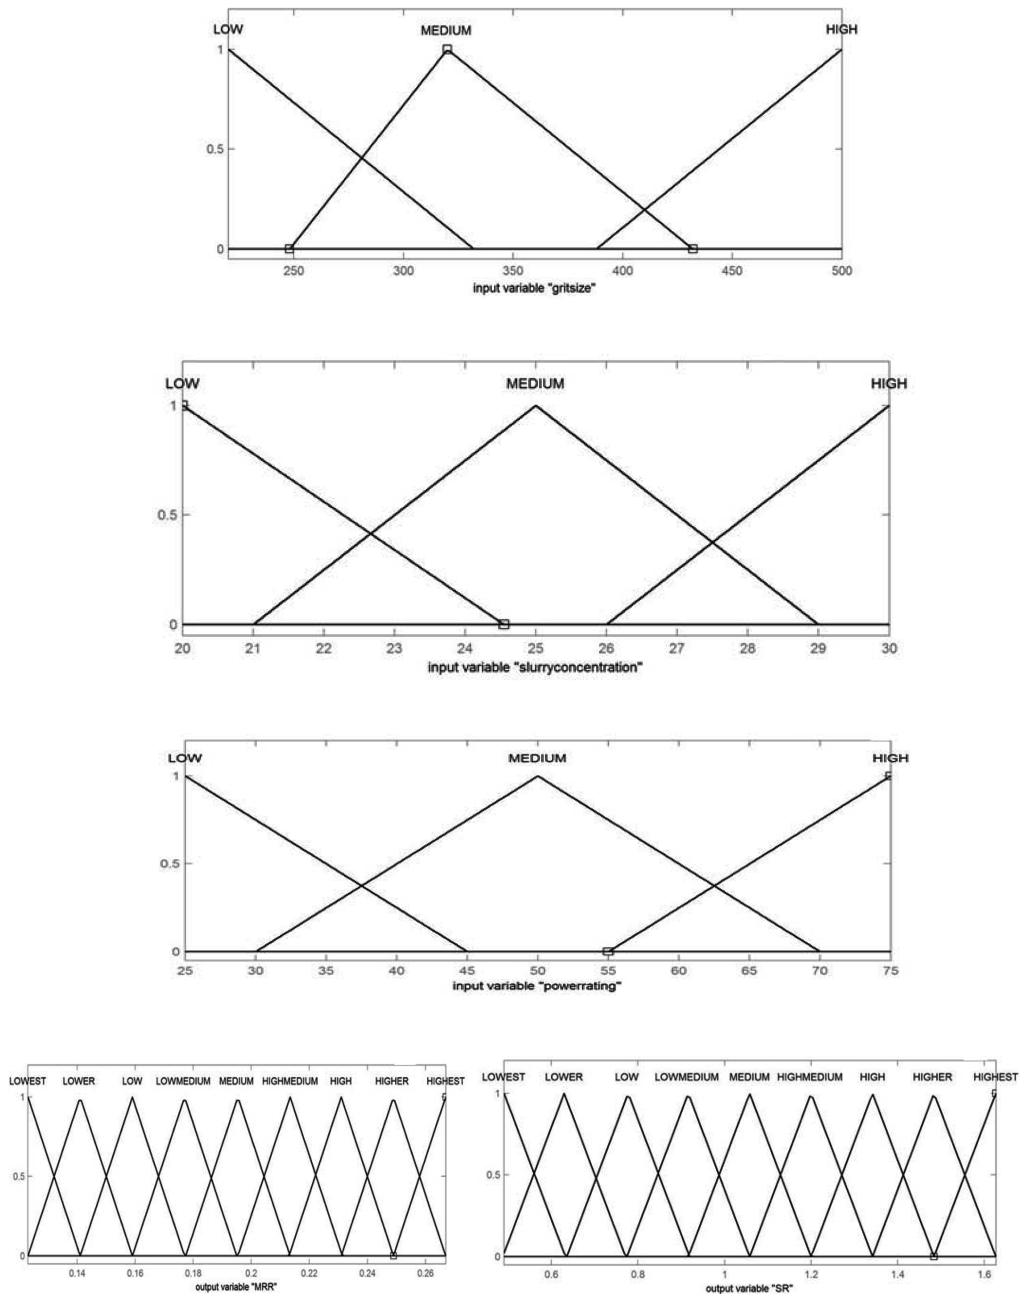 LOW MEDIUM HIGH
1
0.5
0
250 300 350 400 450 500
input variable "gritsize"
LOW MEDIUM HIGH
1
0.5
0
20 21 22 23 24 25 26 27 28 29 30
input variable "slurryconcentration"
LOW MEDIUM HIGH
1
0.5
0
25 30 35 40 45 50 55 60 65 70 75
input variable "powerrating"
LOWEST LOWER LOW LOWMEDIUM MEDIUM HIGHMEDIUM HIGH HIGHER HIGHEST
1
0.5
0
0.14 0.16 0.18 0.2 0.22 0.24 0.26
output variable "MRR"
LOWEST LOWER LOW LOWMEDIUM MEDIUM HIGHMEDIUM HIGH HIGHER HIGHEST
1
0.5
0
0.6 0.8 1 1.2 1.4 1.6
output variable "SR"